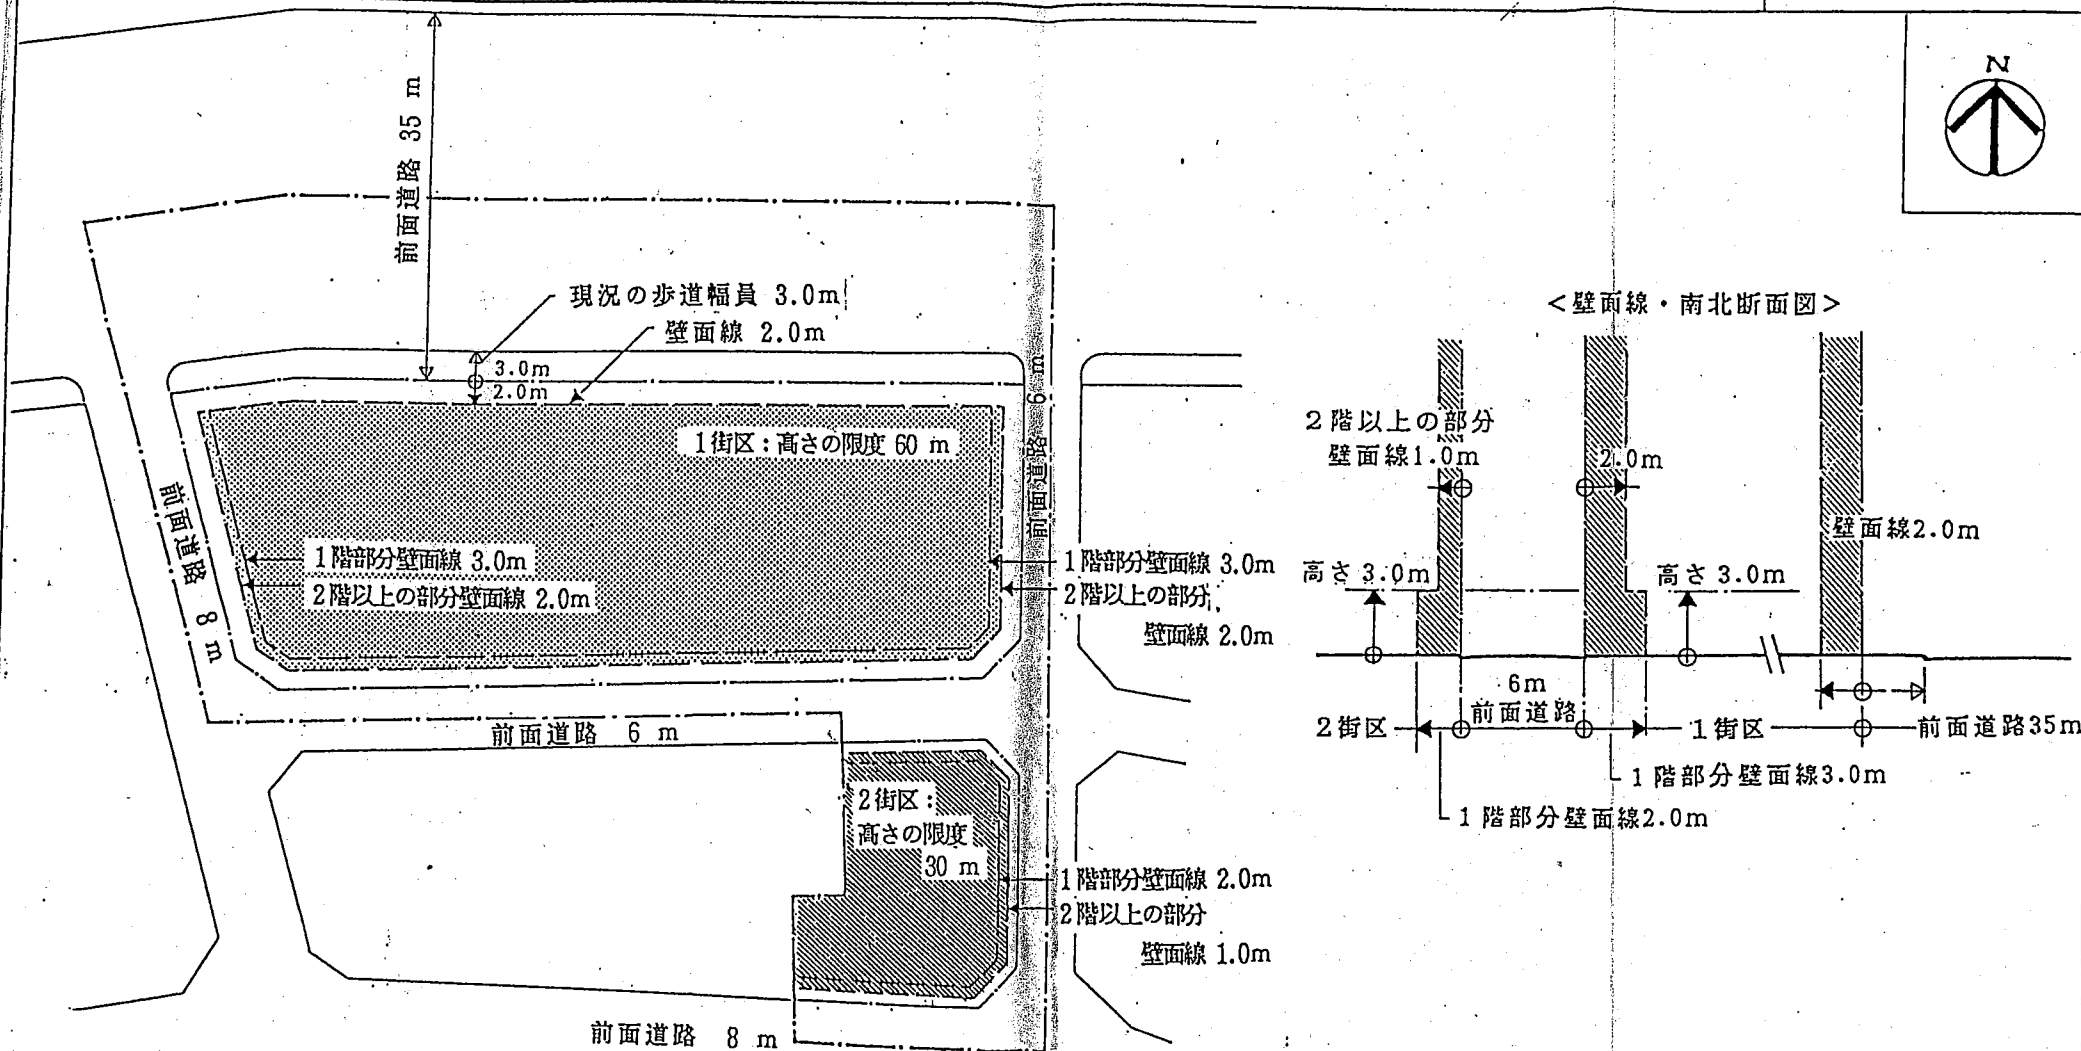 N
前面道路 35 m
現況の歩道幅員 3.0m
壁面線 2.0m
3.0m
2.0m
1街区：高さの限度 60 m
前面道路 6 m
前面道路 8 m
1階部分壁面線 3.0m
2階以上の部分壁面線 2.0m
1階部分壁面線 3.0m
2階以上の部分
壁面線 2.0m
前面道路 6 m
2街区：
高さの限度
30 m
1階部分壁面線 2.0m
2階以上の部分
壁面線 1.0m
前面道路 8 m
＜壁面線・南北断面図＞
2階以上の部分
壁面線1.0m
2.0m
壁面線2.0m
高さ 3.0m
高さ 3.0m
6m
前面道路
2街区
1街区
前面道路35m
1階部分壁面線3.0m
1階部分壁面線2.0m